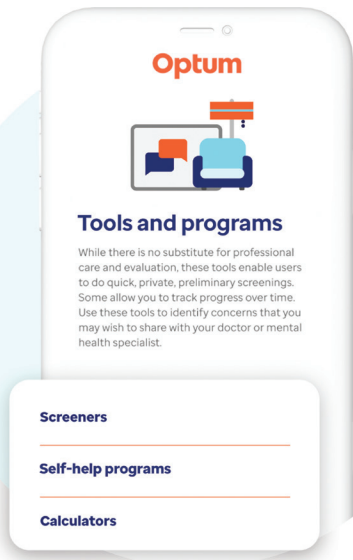 Optum
Tools and programs
While there is no substitute for professional
care and evaluation, these tools enable users
to do quick, private, preliminary screenings.
Some allow you to track progress over time.
Use these tools to identify concerns that you
may wish to share with your doctor or mental
health specialist.
Screeners
Self-help programs
Calculators